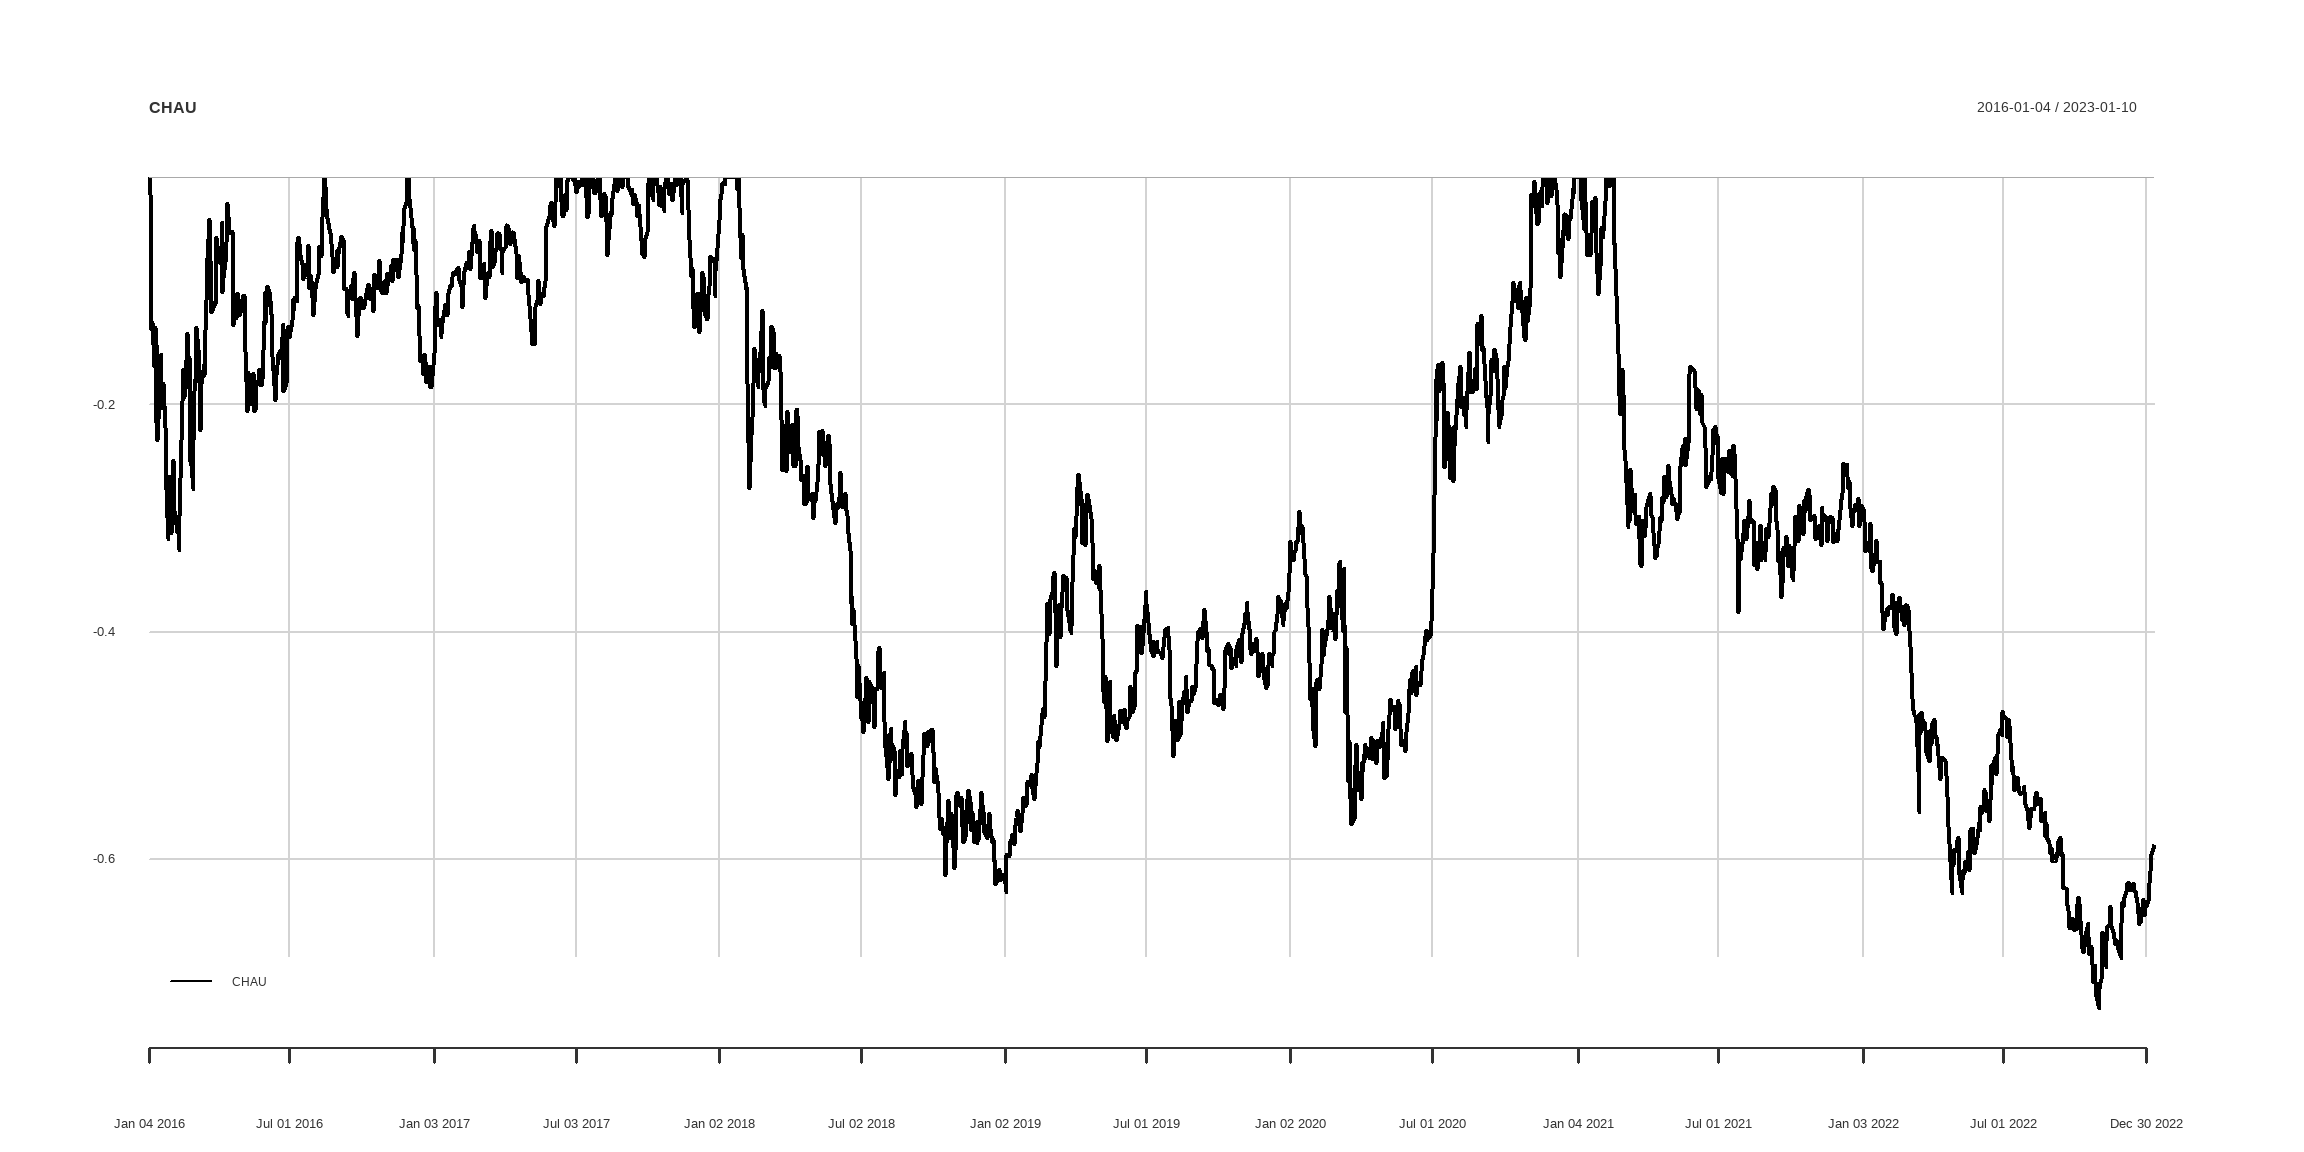 CHAU
2016-01-04 / 2023-01-10
-0.2
-0.4
-0.6
CHAU
Jan 04 2016
Jul 01 2016
Jan 03 2017
Jul 03 2017
Jan 02 2018
Jul 02 2018
Jan 02 2019
Jul 01 2019
Jan 02 2020
Jul 01 2020
Jan 04 2021
Jul 01 2021
Jan 03 2022
Jul 01 2022
Dec 30 2022